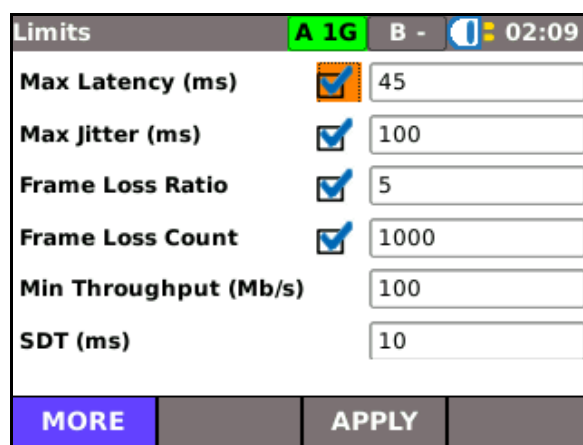 Limits A 1G B - 02:09
Max Latency (ms) 45
Max Jitter (ms) 100
Frame Loss Ratio 5
Frame Loss Count 1000
Min Throughput (Mb/s) 100
SDT (ms) 10
MORE APPLY